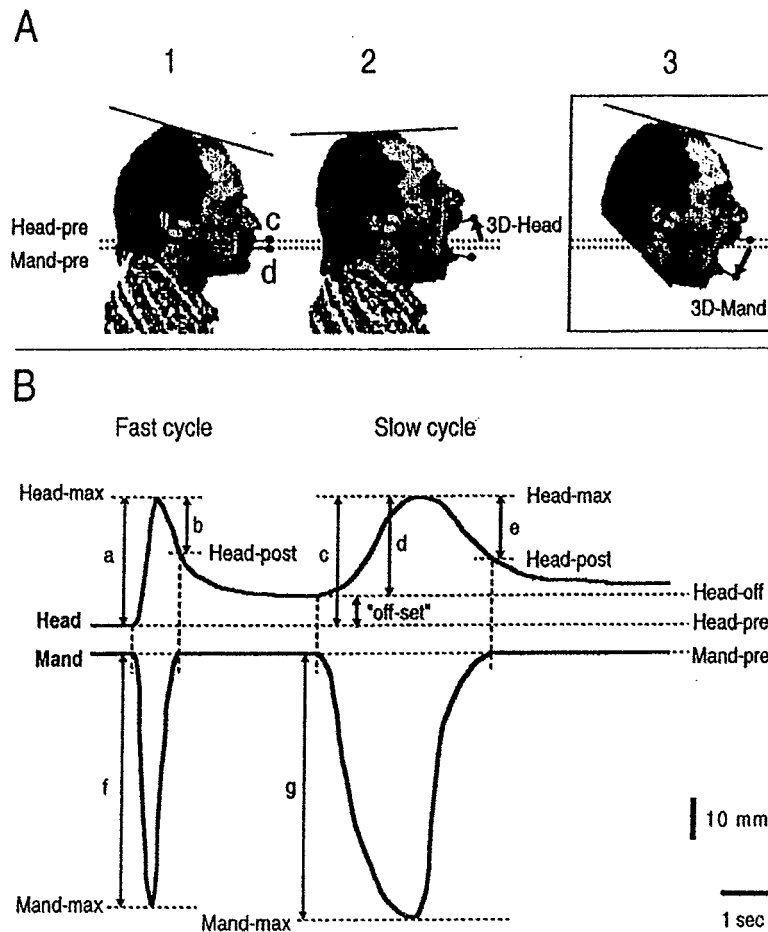 A
1 2 3
Head-pre
Mand-pre
c
d
3D-Head
3D-Mand
B
Fast cycle Slow cycle
Head-max
a
b
Head-post
c
d
e
Head-max
Head-post
"off-set"
Head-off
Head
Head-pre
Mand
Mand-pre
f
g
10 mm
Mand-max
Mand-max
1 sec